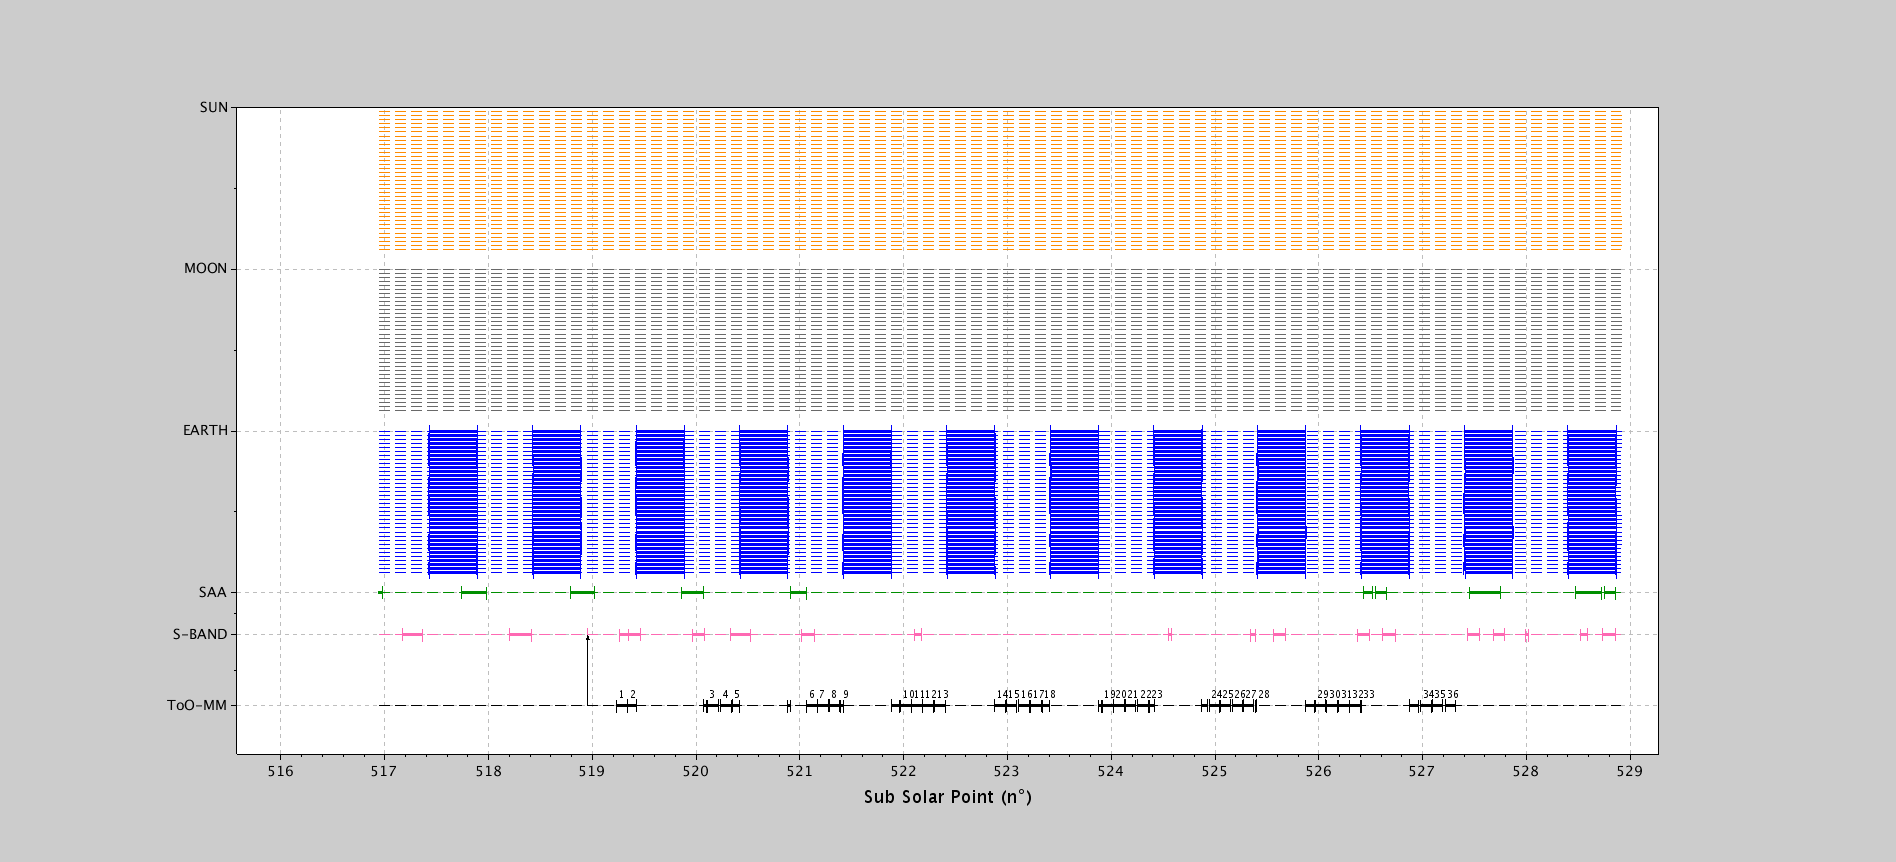 SUN
MOON
EARTH
SAA
S-BAND
1 2 3 4 5 6 7 8 9 10 11 12 13 14 15 16 17 18 19 20 21 22 23 24 25 26 27 28 29 30 31 32 33 34 35 36
ToO-MM
516 517 518 519 520 521 522 523 524 525 526 527 528 529
Sub Solar Point (n°)